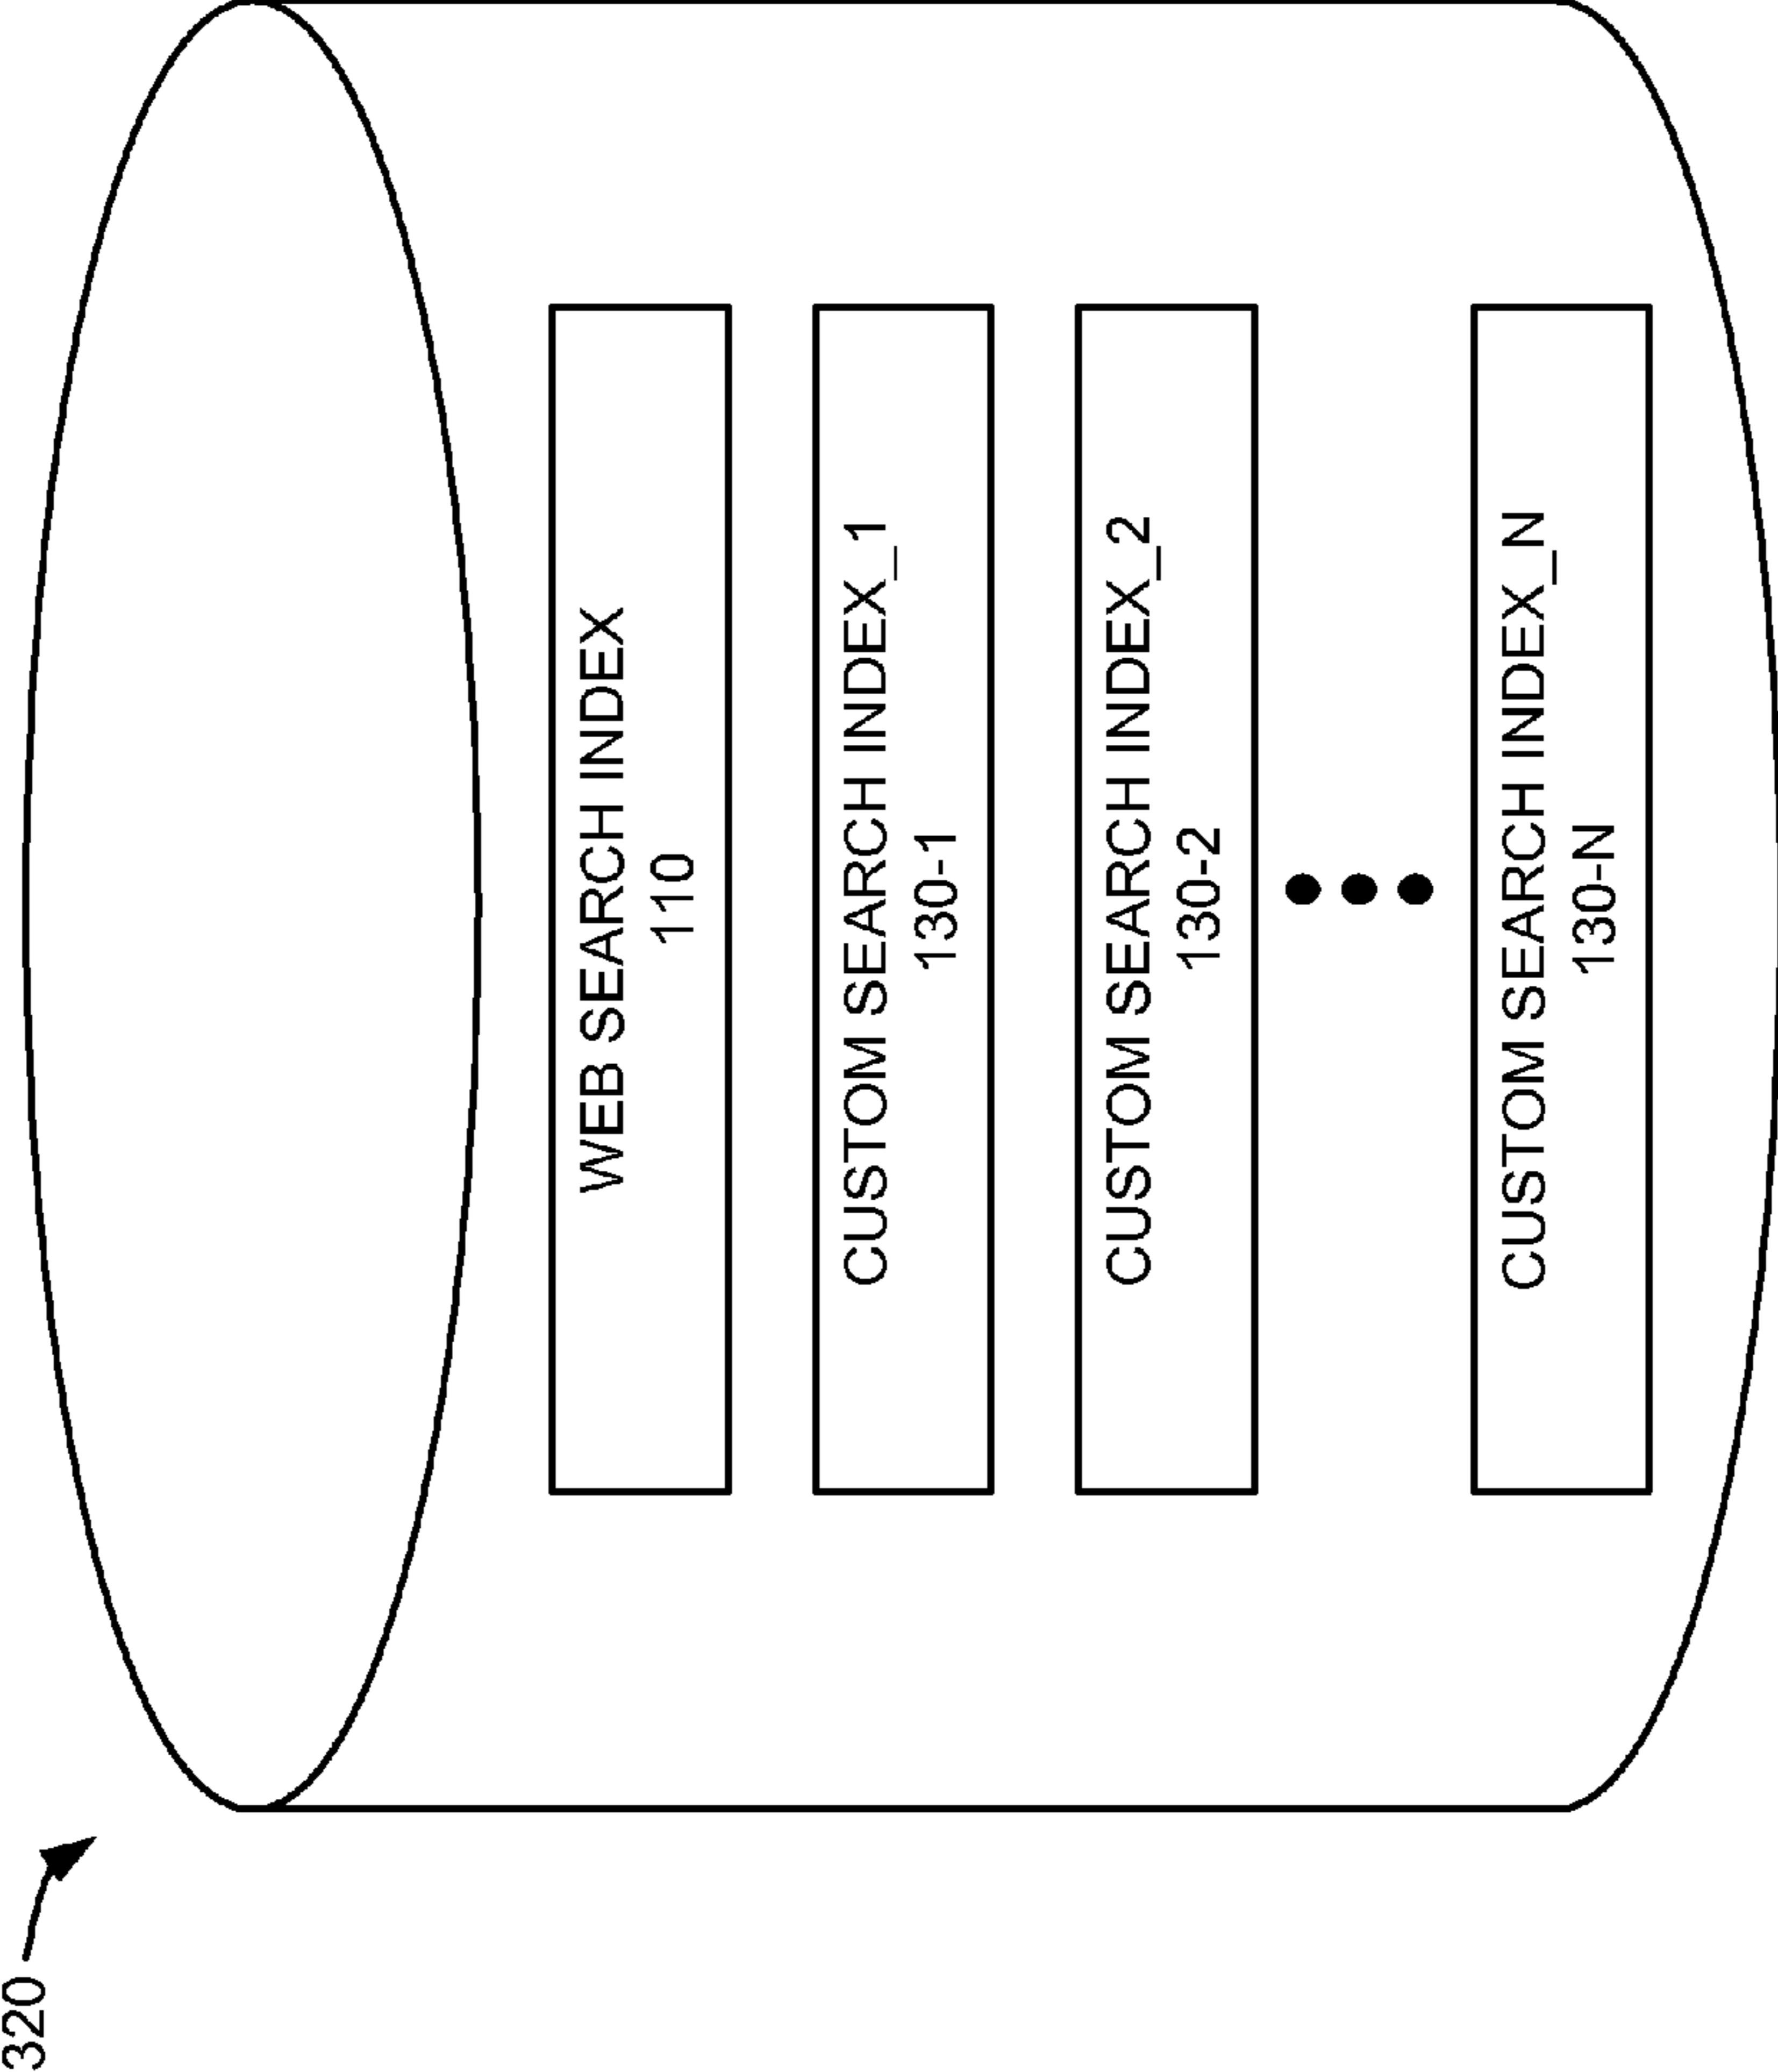 320
WEB SEARCH INDEX
110
CUSTOM SEARCH INDEX_1
130-1
CUSTOM SEARCH INDEX_2
130-2
CUSTOM SEARCH INDEX_N
130-N